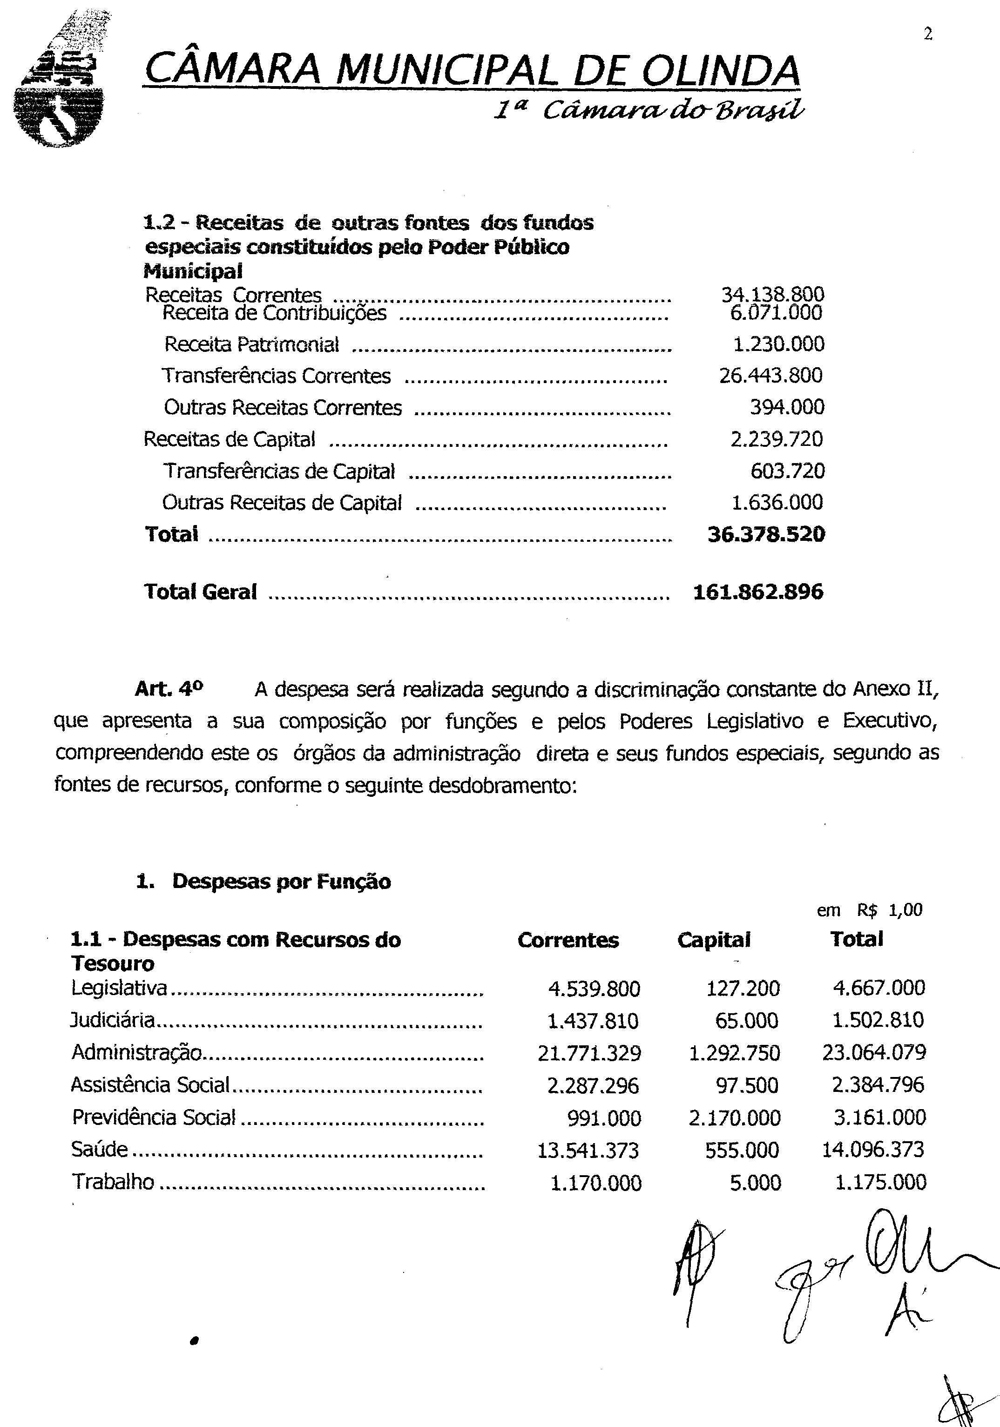 2
CÂMARA MUNICIPAL DE OLINDA
1ª Câmara do Brasil
1.2 - Receitas de outras fontes dos fundos
especiais constituídos pelo Poder Público
Municipal
Receitas Correntes ...................................................... 34.138.800
Receita de Contribuições ........................................... 6.071.000
Receita Patrimonial ................................................... 1.230.000
Transferências Correntes .......................................... 26.443.800
Outras Receitas Correntes ......................................... 394.000
Receitas de Capital ...................................................... 2.239.720
Transferências de Capital .......................................... 603.720
Outras Receitas de Capital ........................................ 1.636.000
Total .......................................................................... 36.378.520
Total Geral ................................................................ 161.862.896
Art. 4º A despesa será realizada segundo a discriminação constante do Anexo II,
que apresenta a sua composição por funções e pelos Poderes Legislativo e Executivo,
compreendendo este os órgãos da administração direta e seus fundos especiais, segundo as
fontes de recursos, conforme o seguinte desdobramento:
1. Despesas por Função
em R$ 1,00
1.1 - Despesas com Recursos do Correntes Capital Total
Tesouro
Legislativa.................................................. 4.539.800 127.200 4.667.000
Judiciária.................................................... 1.437.810 65.000 1.502.810
Administração............................................. 21.771.329 1.292.750 23.064.079
Assistência Social........................................ 2.287.296 97.500 2.384.796
Previdência Social....................................... 991.000 2.170.000 3.161.000
Saúde........................................................ 13.541.373 555.000 14.096.373
Trabalho.................................................... 1.170.000 5.000 1.175.000